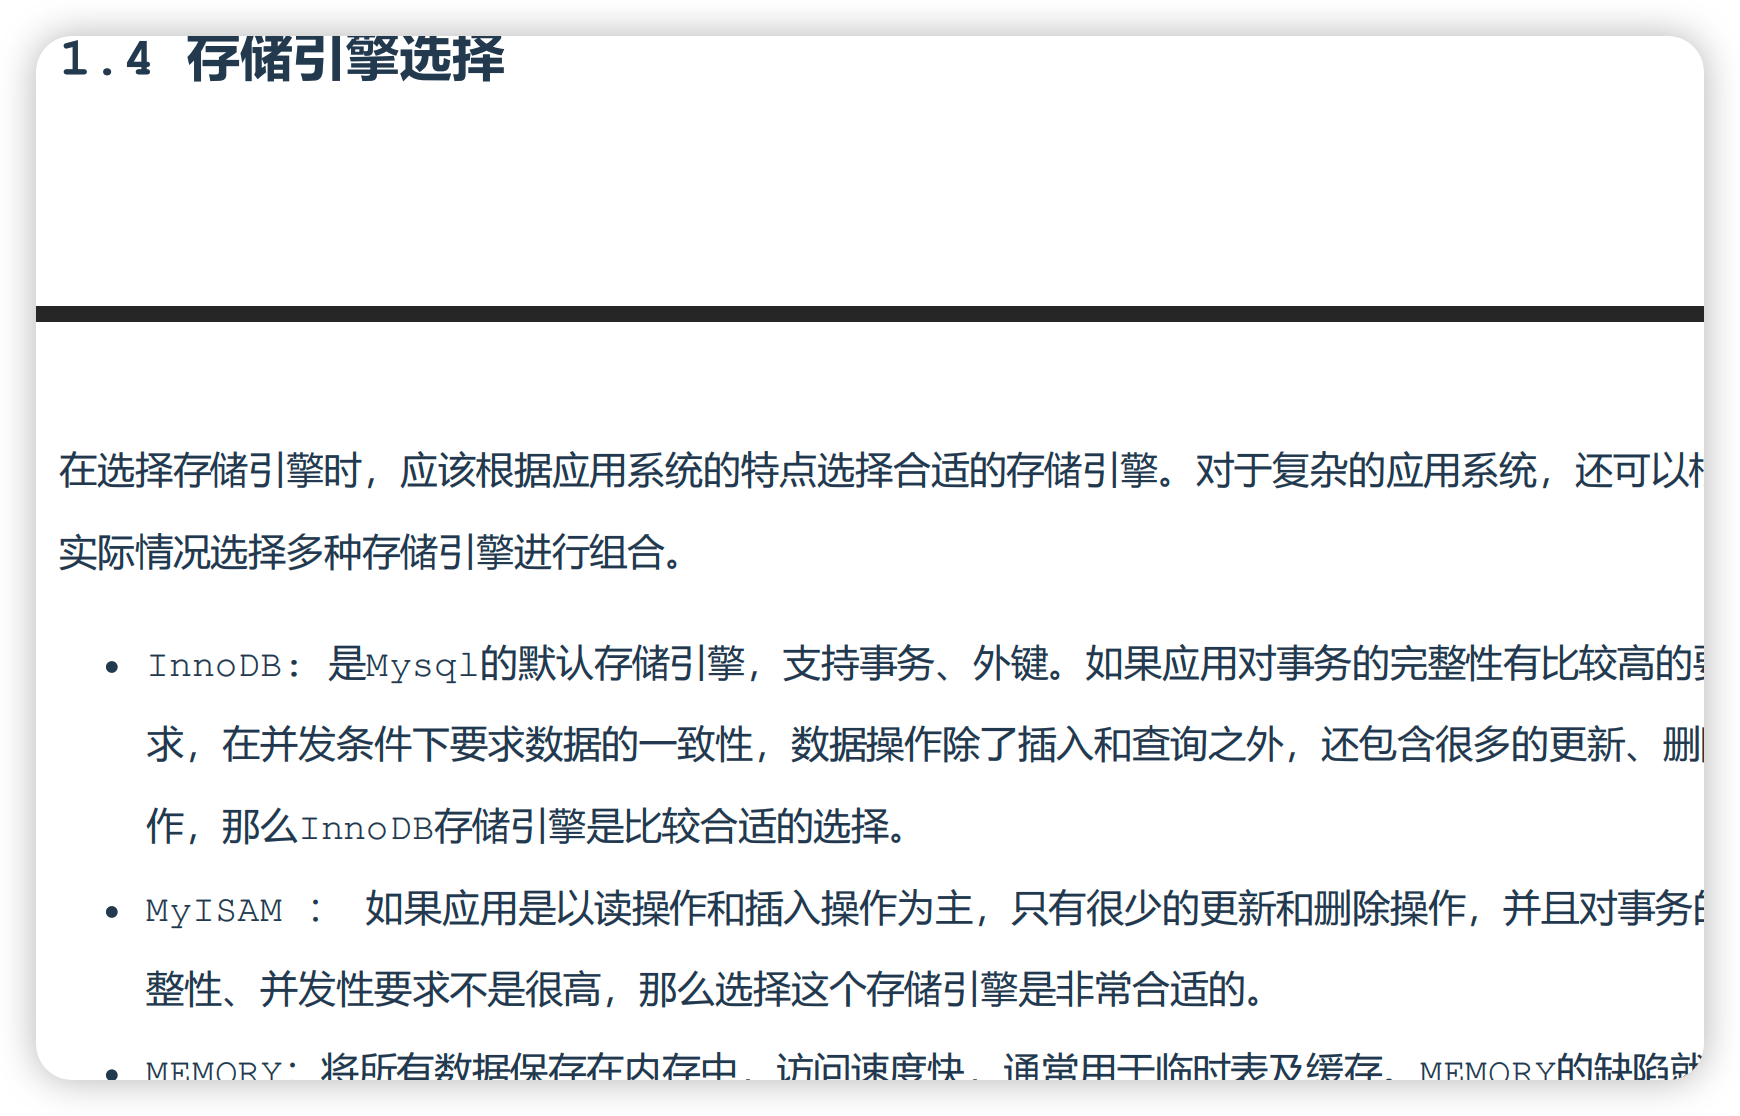 1.4 存储引擎选择
在选择存储引擎时，应该根据应用系统的特点选择合适的存储引擎。对于复杂的应用系统，还可以
实际情况选择多种存储引擎进行组合。
InnoDB: 是Mysql的默认存储引擎，支持事务、外键。如果应用对事务的完整性有比较高的要
求，在并发条件下要求数据的一致性，数据操作除了插入和查询之外，还包含很多的更新、删
作，那么InnoDB存储引擎是比较合适的选择。
MyISAM ： 如果应用是以读操作和插入操作为主，只有很少的更新和删除操作，并且对事务的
整性、并发性要求不是很高，那么选择这个存储引擎是非常合适的。
MEMORY：将所有数据保存在内存中，访问速度快，通常用于临时表及缓存。MEMORY的缺陷就